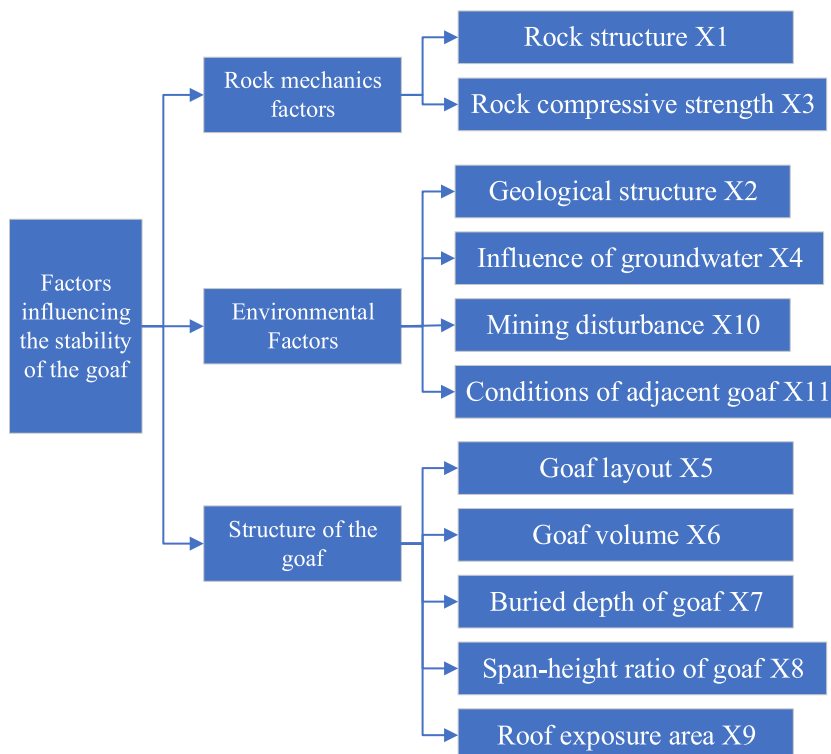 Factors
influencing
the stability
of the goaf
Rock mechanics
factors
Rock structure X1
Rock compressive strength X3
Environmental
Factors
Geological structure X2
Influence of groundwater X4
Mining disturbance X10
Conditions of adjacent goaf X11
Structure of the
goaf
Goaf layout X5
Goaf volume X6
Buried depth of goaf X7
Span-height ratio of goaf X8
Roof exposure area X9